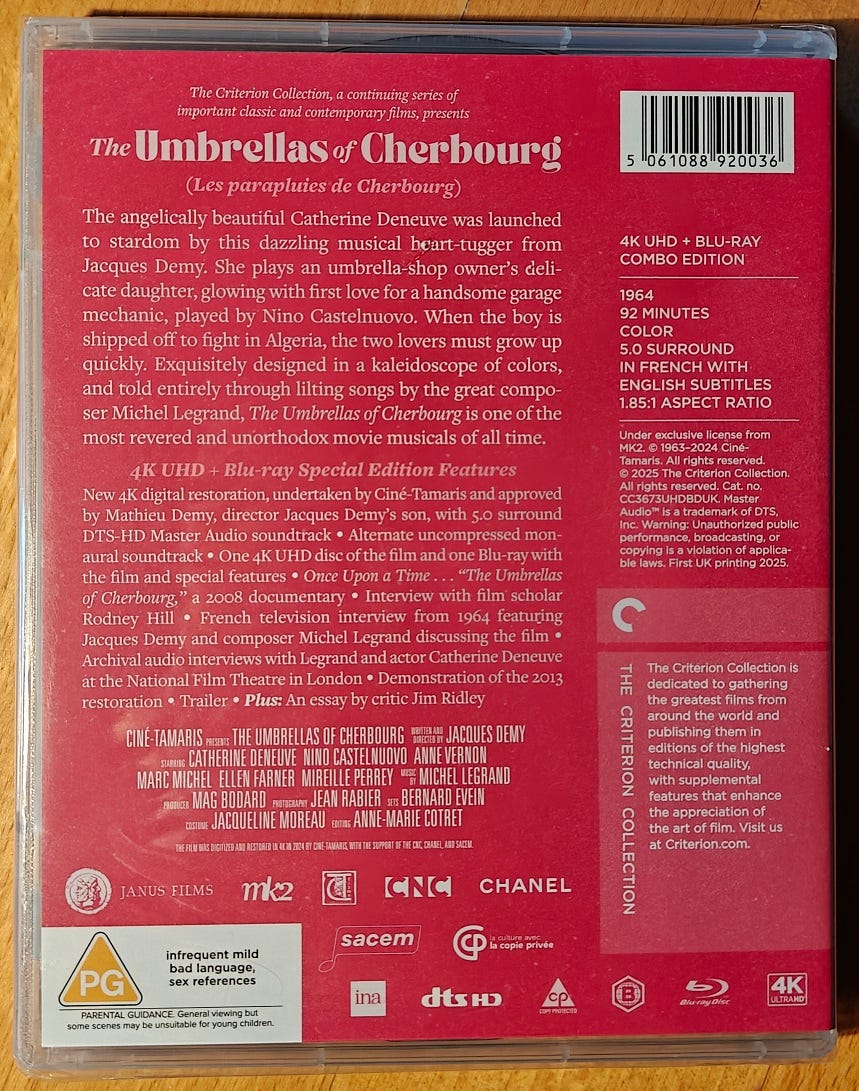 The Criterion Collection, a continuing series of
important classic and contemporary films, presents
The Umbrellas of Cherbourg
(Les parapluies de Cherbourg)
The angelically beautiful Catherine Deneuve was launched
to stardom by this dazzling musical heart-tugger from
Jacques Demy. She plays an umbrella-shop owner's deli-
cate daughter, glowing with first love for a handsome garage
mechanic, played by Nino Castelnuovo. When the boy is
shipped off to fight in Algeria, the two lovers must grow up
quickly. Exquisitely designed in a kaleidoscope of colors,
and told entirely through lilting songs by the great compo-
ser Michel Legrand, The Umbrellas of Cherbourg is one of the
most revered and unorthodox movie musicals of all time.
4K UHD + Blu-ray Special Edition Features
New 4K digital restoration, undertaken by Ciné-Tamaris and approved
by Mathieu Demy, director Jacques Demy's son, with 5.0 surround
DTS-HD Master Audio soundtrack • Alternate uncompressed mon-
aural soundtrack • One 4K UHD disc of the film and one Blu-ray with
the film and special features • Once Upon a Time . . . "The Umbrellas
of Cherbourg," a 2008 documentary • Interview with film scholar
Rodney Hill • French television interview from 1964 featuring
Jacques Demy and composer Michel Legrand discussing the film •
Archival audio interviews with Legrand and actor Catherine Deneuve
at the National Film Theatre in London • Demonstration of the 2013
restoration • Trailer • Plus: An essay by critic Jim Ridley
CINÉ-TAMARIS PRESENTS THE UMBRELLAS OF CHERBOURG WRITTEN AND DIRECTED BY JACQUES DEMY
STARRING CATHERINE DENEUVE NINO CASTELNUOVO ANNE VERNON
MARC MICHEL ELLEN FARNER MIREILLE PERREY MUSIC BY MICHEL LEGRAND
PRODUCER MAG BODARD PHOTOGRAPHY JEAN RABIER SETS BERNARD EVEIN
COSTUME JACQUELINE MOREAU EDITING ANNE-MARIE COTRET
THE FILM WAS DIGITIZED AND RESTORED IN 4K IN 2024 BY CINÉ-TAMARIS, WITH THE SUPPORT OF THE CNC, CHANEL, AND SACEM.
JANUS FILMS mk2 CNC CHANEL
sacem CP la culture avec
la copie privée
PG
infrequent mild
bad language,
sex references
PARENTAL GUIDANCE. General viewing but
some scenes may be unsuitable for young children.
ina dts HD CP COPY PROTECTED B Blu-ray Disc 4K ULTRA HD
5 061088 920036
4K UHD + BLU-RAY
COMBO EDITION
1964
92 MINUTES
COLOR
5.0 SURROUND
IN FRENCH WITH
ENGLISH SUBTITLES
1.85:1 ASPECT RATIO
Under exclusive license from
MK2. © 1963–2024 Ciné-
Tamaris. All rights reserved.
© 2025 The Criterion Collection.
All rights reserved. Cat. no.
CC3673UHDBDUK. Master
Audio™ is a trademark of DTS,
Inc. Warning: Unauthorized public
performance, broadcasting, or
copying is a violation of applica-
ble laws. First UK printing 2025.
THE CRITERION COLLECTION
The Criterion Collection is
dedicated to gathering
the greatest films from
around the world and
publishing them in
editions of the highest
technical quality,
with supplemental
features that enhance
the appreciation of
the art of film. Visit us
at Criterion.com.